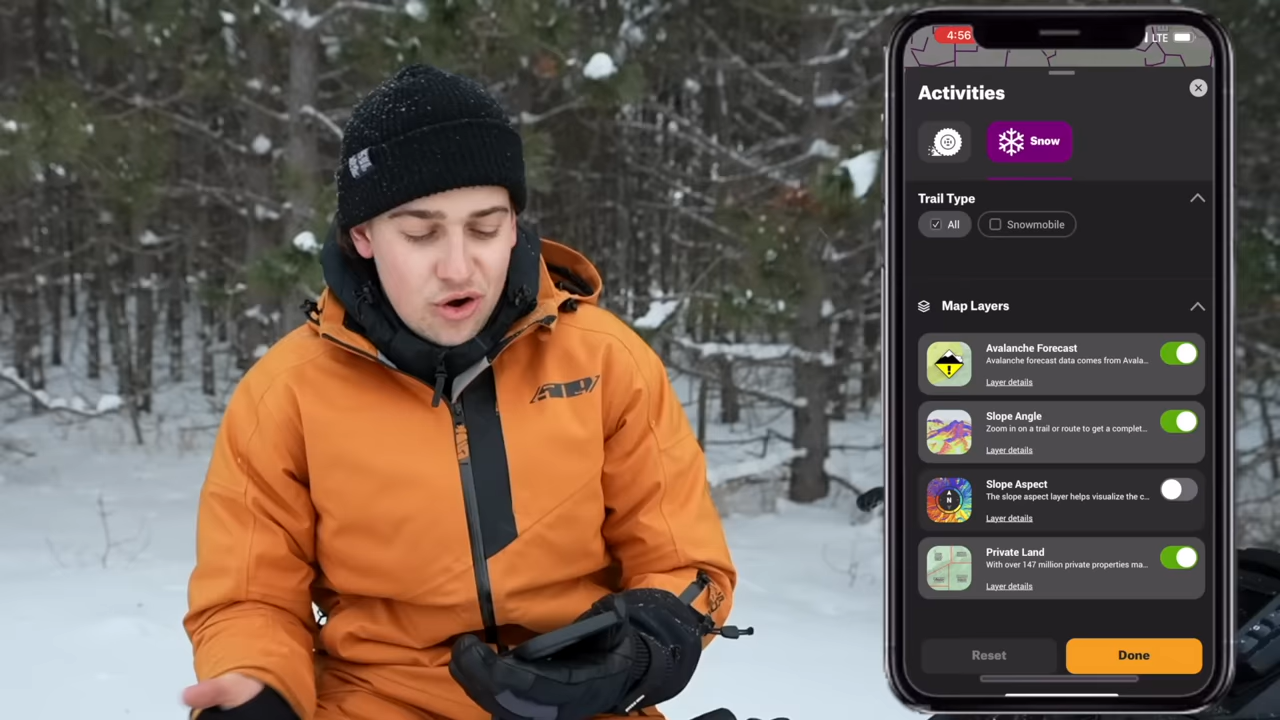 4:56
LTE
Activities
Snow
Trail Type
All
Snowmobile
Map Layers
Avalanche Forecast
Avalanche forecast data comes from Avala...
Layer details
Slope Angle
Zoom in on a trail or route to get a complet...
Layer details
Slope Aspect
The slope aspect layer helps visualize the c...
Layer details
N
Private Land
With over 147 million private properties ma...
Layer details
Reset
Done
509